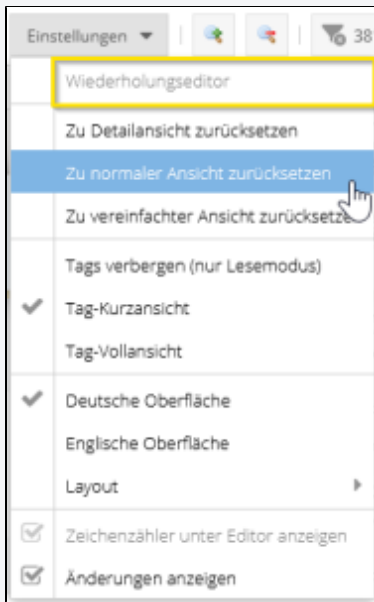 Einstellungen
38
Wiederholungseditor
Zu Detailansicht zurücksetzen
Zu normaler Ansicht zurücksetzen
Zu vereinfachter Ansicht zurücksetze
Tags verbergen (nur Lesemodus)
Tag-Kurzansicht
Tag-Vollansicht
Deutsche Oberfläche
Englische Oberfläche
Layout
Zeichenzähler unter Editor anzeigen
Änderungen anzeigen